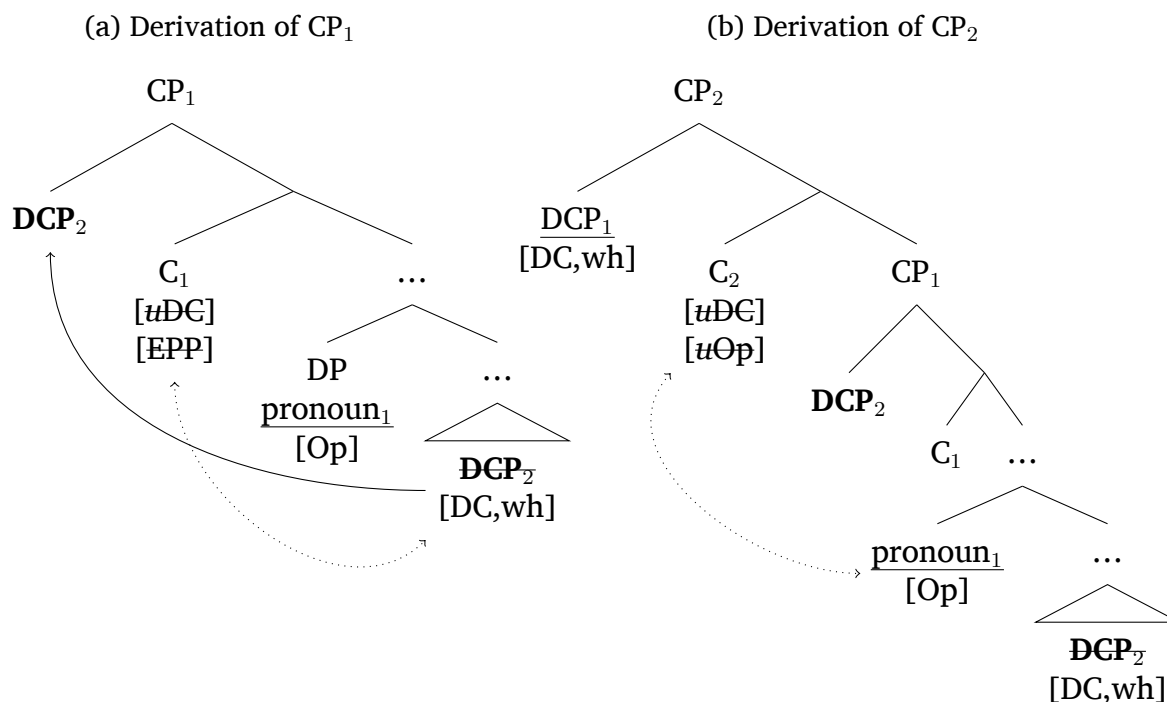 (a) Derivation of CP₁
CP₁
DCP₂
C₁
...
[uDC]
[EPP]
DP
...
pronoun₁
[Op]
DCP₂
[DC,wh]
(b) Derivation of CP₂
CP₂
DCP₁
[DC,wh]
C₂
CP₁
[uDC]
[uOp]
DCP₂
C₁
...
pronoun₁
...
[Op]
DCP₂
[DC,wh]